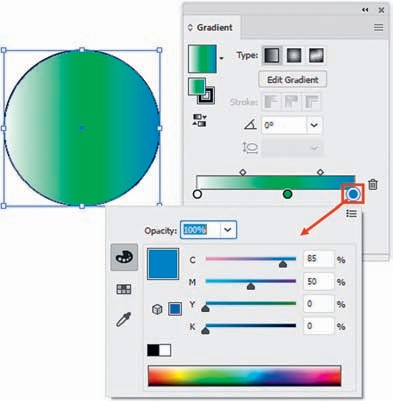 Gradient
Type:
Edit Gradient
Stroke:
0°
Opacity: 100%
C 85 %
M 50 %
Y 0 %
K 0 %